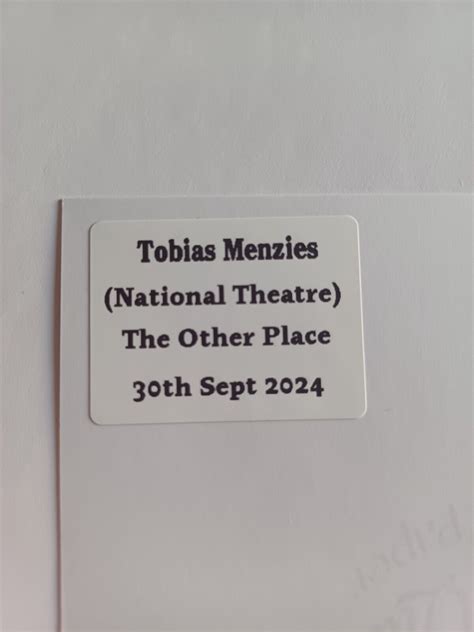 Tobias Menzies
(National Theatre)
The Other Place
30th Sept 2024